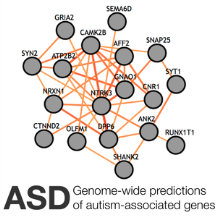 SEMA6D
GRIA2
CAMK2B
SYN2
AFF2
SNAP25
ATP2B2
SYT1
GNAO1
NRXN1
NTRK3
CNR1
CTNND2
OLFM1
DPP6
ANK2
RUNX1T1
SHANK2
ASD Genome-wide predictions
of autism-associated genes